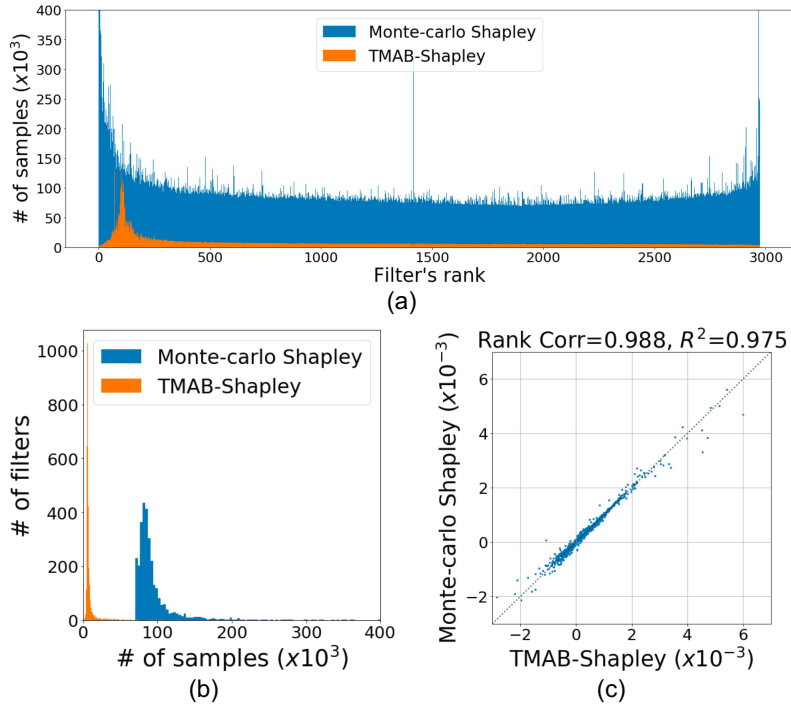 # of samples (x10³)
400
350
300
250
200
150
100
50
0
Monte-carlo Shapley
TMAB-Shapley
0 500 1000 1500 2000 2500 3000
Filter's rank
(a)
# of filters
1000
800
600
400
200
0
Monte-carlo Shapley
TMAB-Shapley
0 100 200 300 400
# of samples (x10³)
(b)
Rank Corr=0.988, R²=0.975
Monte-carlo Shapley (x10⁻³)
6
4
2
0
−2
−2 0 2 4 6
TMAB-Shapley (x10⁻³)
(c)